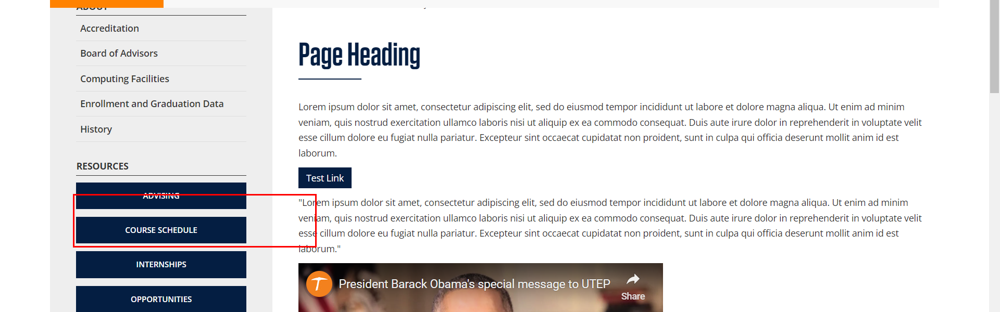 ABOUT
Accreditation
Board of Advisors
Computing Facilities
Enrollment and Graduation Data
History
RESOURCES
ADVISING
COURSE SCHEDULE
INTERNSHIPS
OPPORTUNITIES
Page Heading
Lorem ipsum dolor sit amet, consectetur adipiscing elit, sed do eiusmod tempor incididunt ut labore et dolore magna aliqua. Ut enim ad minim
veniam, quis nostrud exercitation ullamco laboris nisi ut aliquip ex ea commodo consequat. Duis aute irure dolor in reprehenderit in voluptate velit
esse cillum dolore eu fugiat nulla pariatur. Excepteur sint occaecat cupidatat non proident, sunt in culpa qui officia deserunt mollit anim id est
laborum.
Test Link
"Lorem ipsum dolor sit amet, consectetur adipiscing elit, sed do eiusmod tempor incididunt ut labore et dolore magna aliqua. Ut enim ad minim
veniam, quis nostrud exercitation ullamco laboris nisi ut aliquip ex ea commodo consequat. Duis aute irure dolor in reprehenderit in voluptate velit
esse cillum dolore eu fugiat nulla pariatur. Excepteur sint occaecat cupidatat non proident, sunt in culpa qui officia deserunt mollit anim id est
laborum."
President Barack Obama's special message to UTEP
Share